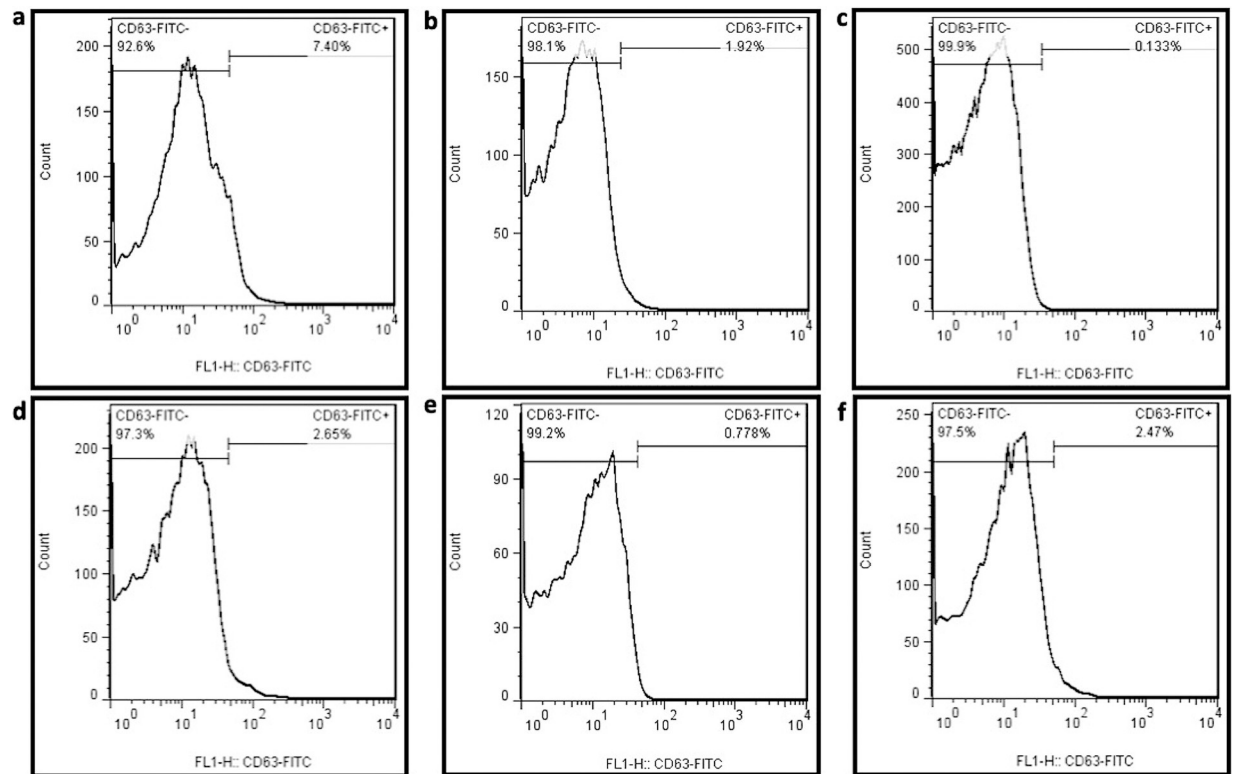 a
CD63-FITC- CD63-FITC+
92.6% 7.40%
200
150
100
50
0
Count
10^0 10^1 10^2 10^3 10^4
FL1-H:: CD63-FITC
b
CD63-FITC- CD63-FITC+
98.1% 1.92%
150
100
50
0
Count
10^0 10^1 10^2 10^3 10^4
FL1-H:: CD63-FITC
c
CD63-FITC- CD63-FITC+
99.9% 0.133%
500
400
300
200
100
0
Count
10^0 10^1 10^2 10^3 10^4
FL1-H:: CD63-FITC
d
CD63-FITC- CD63-FITC+
97.3% 2.65%
200
150
100
50
0
Count
10^0 10^1 10^2 10^3 10^4
FL1-H:: CD63-FITC
e
CD63-FITC- CD63-FITC+
99.2% 0.778%
120
90
60
30
0
Count
10^0 10^1 10^2 10^3 10^4
FL1-H:: CD63-FITC
f
CD63-FITC- CD63-FITC+
97.5% 2.47%
250
200
150
100
50
0
Count
10^0 10^1 10^2 10^3 10^4
FL1-H:: CD63-FITC